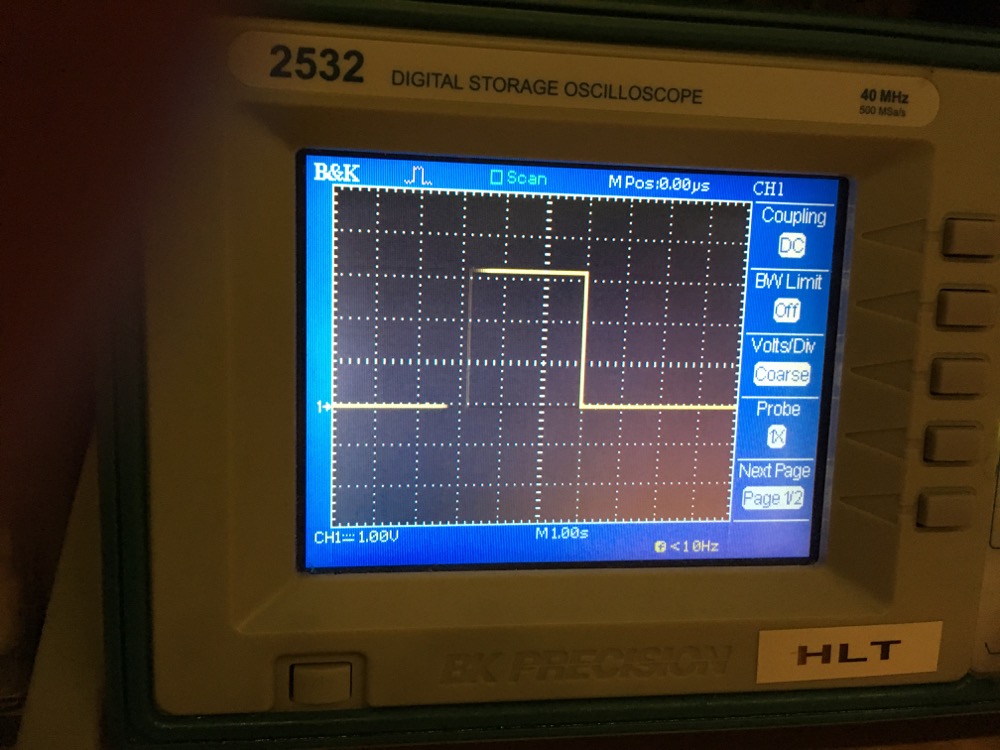 2532 DIGITAL STORAGE OSCILLOSCOPE 40 MHz
500 MSa/s
B&K Scan M Pos:0.00µs CH1
Coupling
DC
BW Limit
Off
Volts/Div
Coarse
1
Probe
1X
Next Page
Page 1/2
CH1 1.00V M 1.00s
f <10Hz
BK PRECISION
HLT